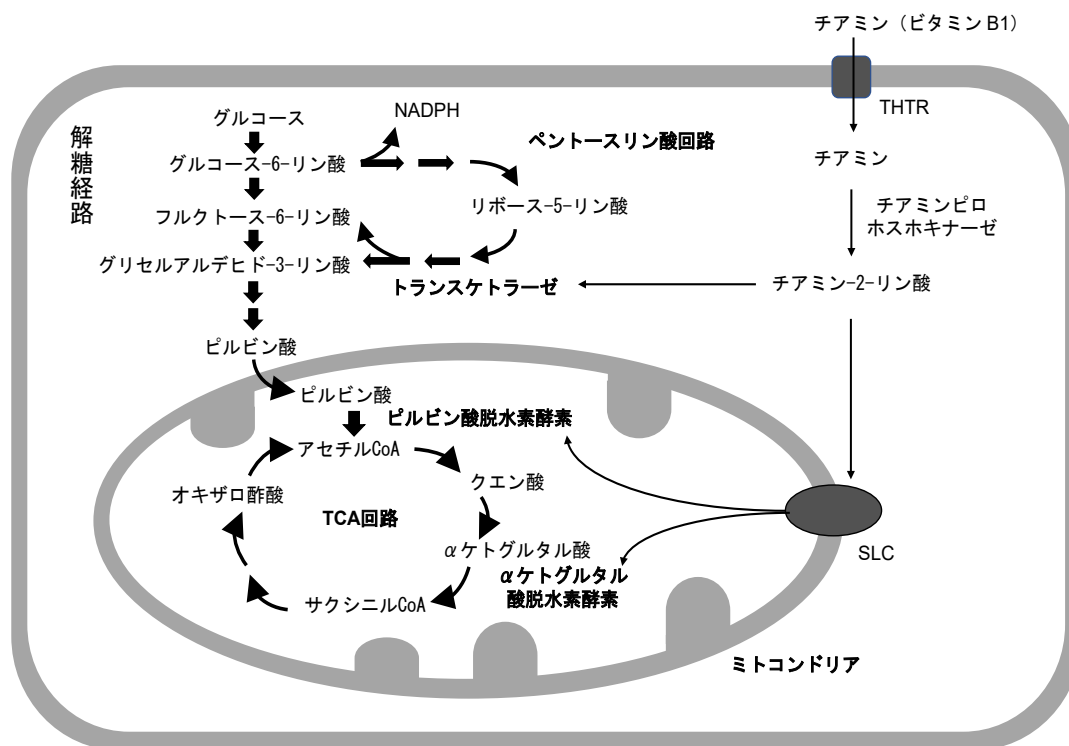 チアミン（ビタミン B1）
THTR
チアミン
チアミンピロ
ホスホキナーゼ
チアミン-2-リン酸
解糖経路
グルコース
NADPH
ペントースリン酸回路
グルコース-6-リン酸
リボース-5-リン酸
フルクトース-6-リン酸
グリセルアルデヒド-3-リン酸
トランスケトラーゼ
ピルビン酸
ピルビン酸
ピルビン酸脱水素酵素
アセチルCoA
クエン酸
オキザロ酢酸
TCA回路
αケトグルタル酸
αケトグルタル
酸脱水素酵素
サクシニルCoA
SLC
ミトコンドリア